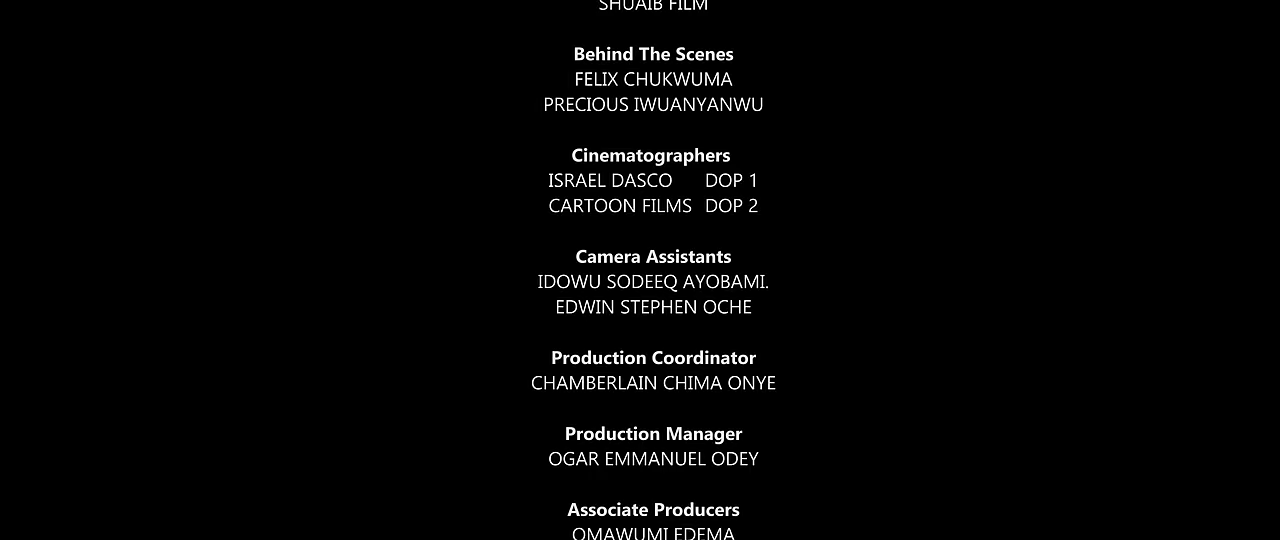 SHUAIB FILM
Behind The Scenes
FELIX CHUKWUMA
PRECIOUS IWUANYANWU
Cinematographers
ISRAEL DASCO DOP 1
CARTOON FILMS DOP 2
Camera Assistants
IDOWU SODEEQ AYOBAMI.
EDWIN STEPHEN OCHE
Production Coordinator
CHAMBERLAIN CHIMA ONYE
Production Manager
OGAR EMMANUEL ODEY
Associate Producers
OMAWUMI EDEMA